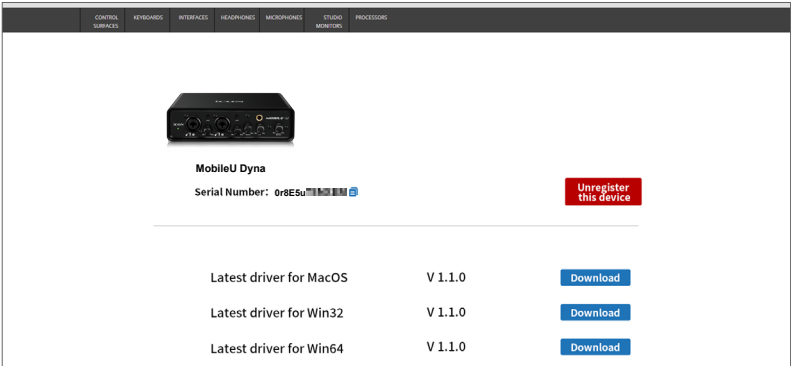 CONTROL SURFACES
KEYBOARDS
INTERFACES
HEADPHONES
MICROPHONES
STUDIO MONITORS
PROCESSORS
MobileU Dyna
Serial Number: 0r8E5u
Unregister
this device
Latest driver for MacOS V 1.1.0 Download
Latest driver for Win32 V 1.1.0 Download
Latest driver for Win64 V 1.1.0 Download